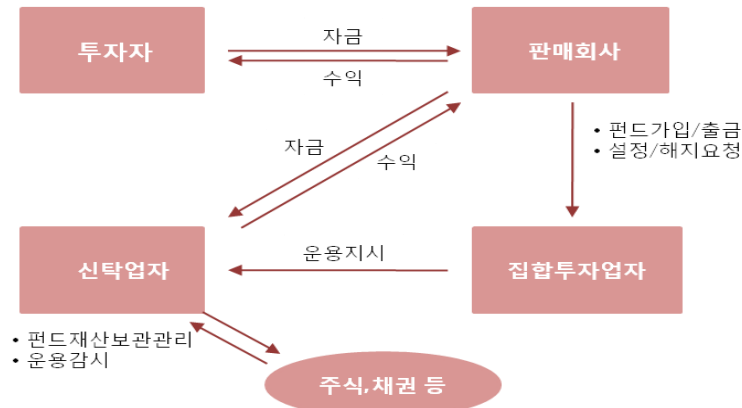 투자자
자금
수익
판매회사
• 펀드가입/출금
• 설정/해지요청
자금
수익
신탁업자
운용지시
집합투자업자
• 펀드재산보관관리
• 운용감시
주식,채권 등